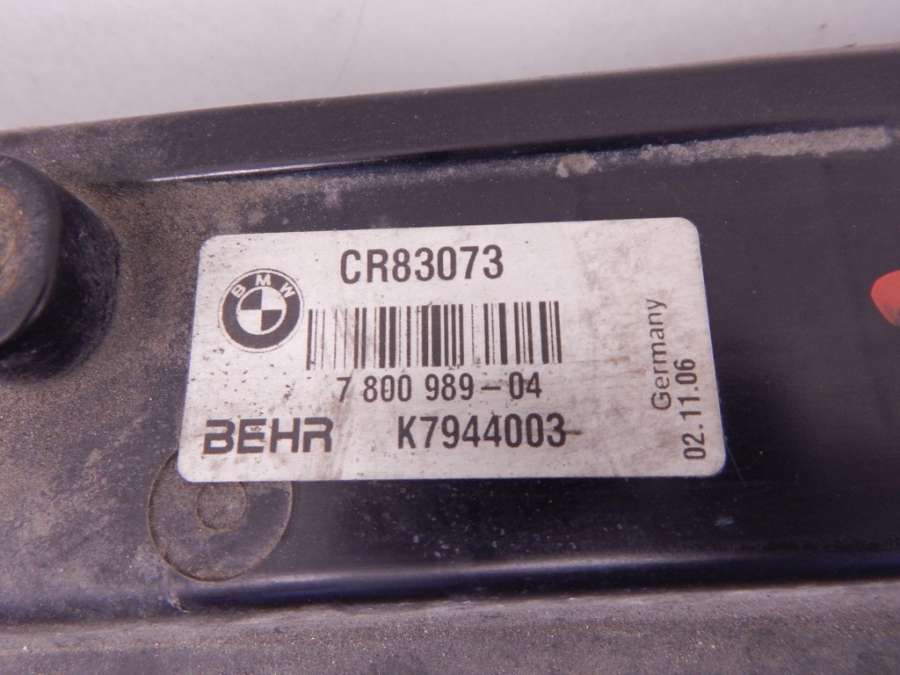 CR83073
BMW
7 800 989-04
BEHR K7944003
Germany
02.11.06